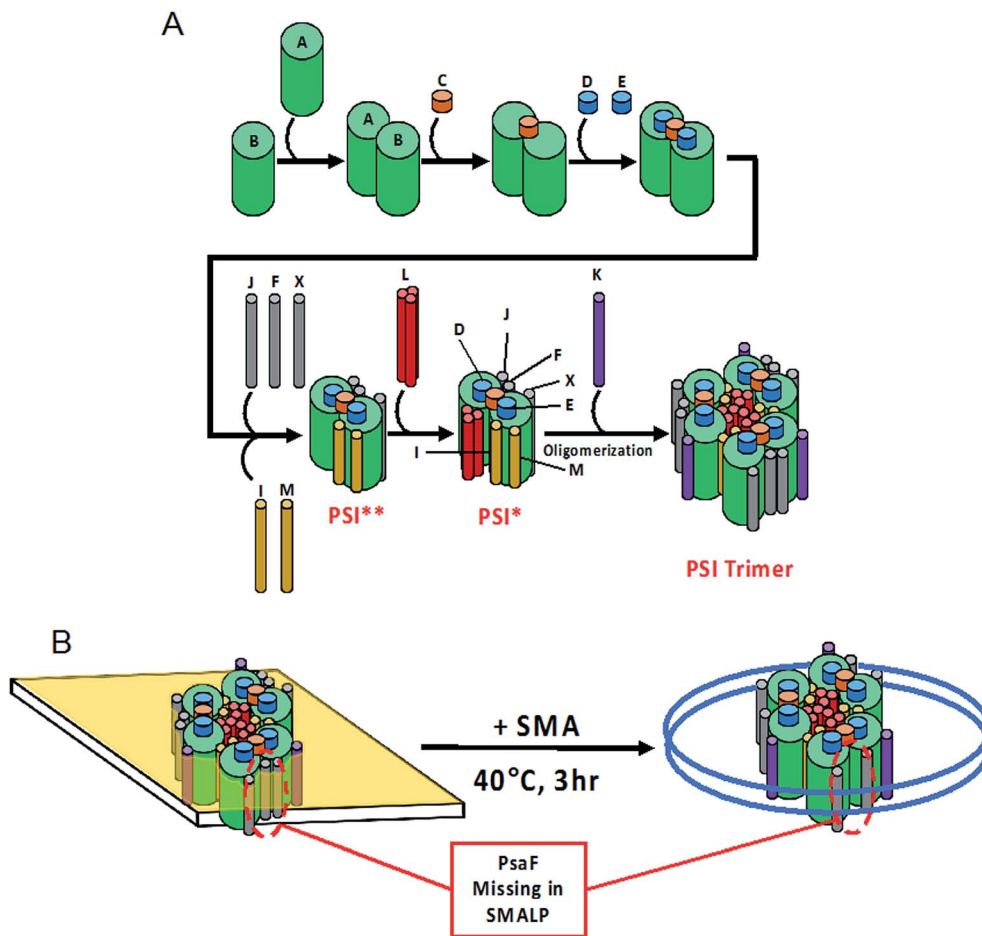 A
A
B
C
A
B
D E
J F X
L
D
J
F
X
E
I
M
K
Oligomerization
I M
PSI**
PSI*
PSI Trimer
B
+ SMA
40°C, 3hr
PsaF
Missing in
SMALP